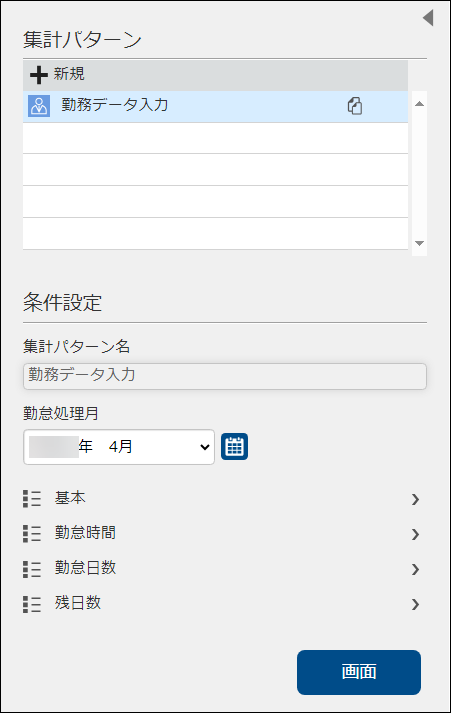 集計パターン
新規
勤務データ入力
条件設定
集計パターン名
勤務データ入力
勤怠処理月
年 4月
基本
勤怠時間
勤怠日数
残日数
画面